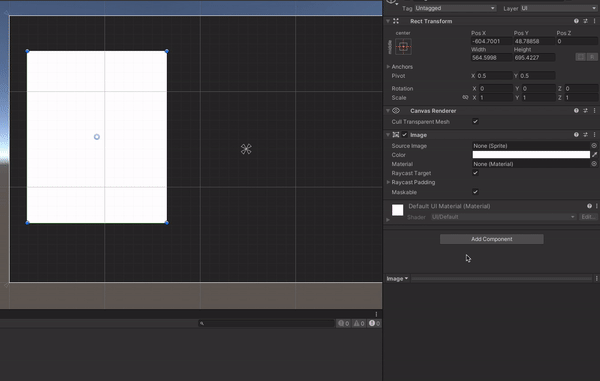 Tag Untagged Layer UI
Rect Transform
center
middle
Pos X Pos Y Pos Z
-604.7001 48.78858 0
Width Height
564.5998 695.4227
R
Anchors
Pivot X 0.5 Y 0.5
Rotation X 0 Y 0 Z 0
Scale X 1 Y 1 Z 1
Canvas Renderer
Cull Transparent Mesh
Image
Source Image None (Sprite)
Color
Material None (Material)
Raycast Target
Raycast Padding
Maskable
Default UI Material (Material)
Shader UI/Default Edit...
Add Component
Image
0 0 0